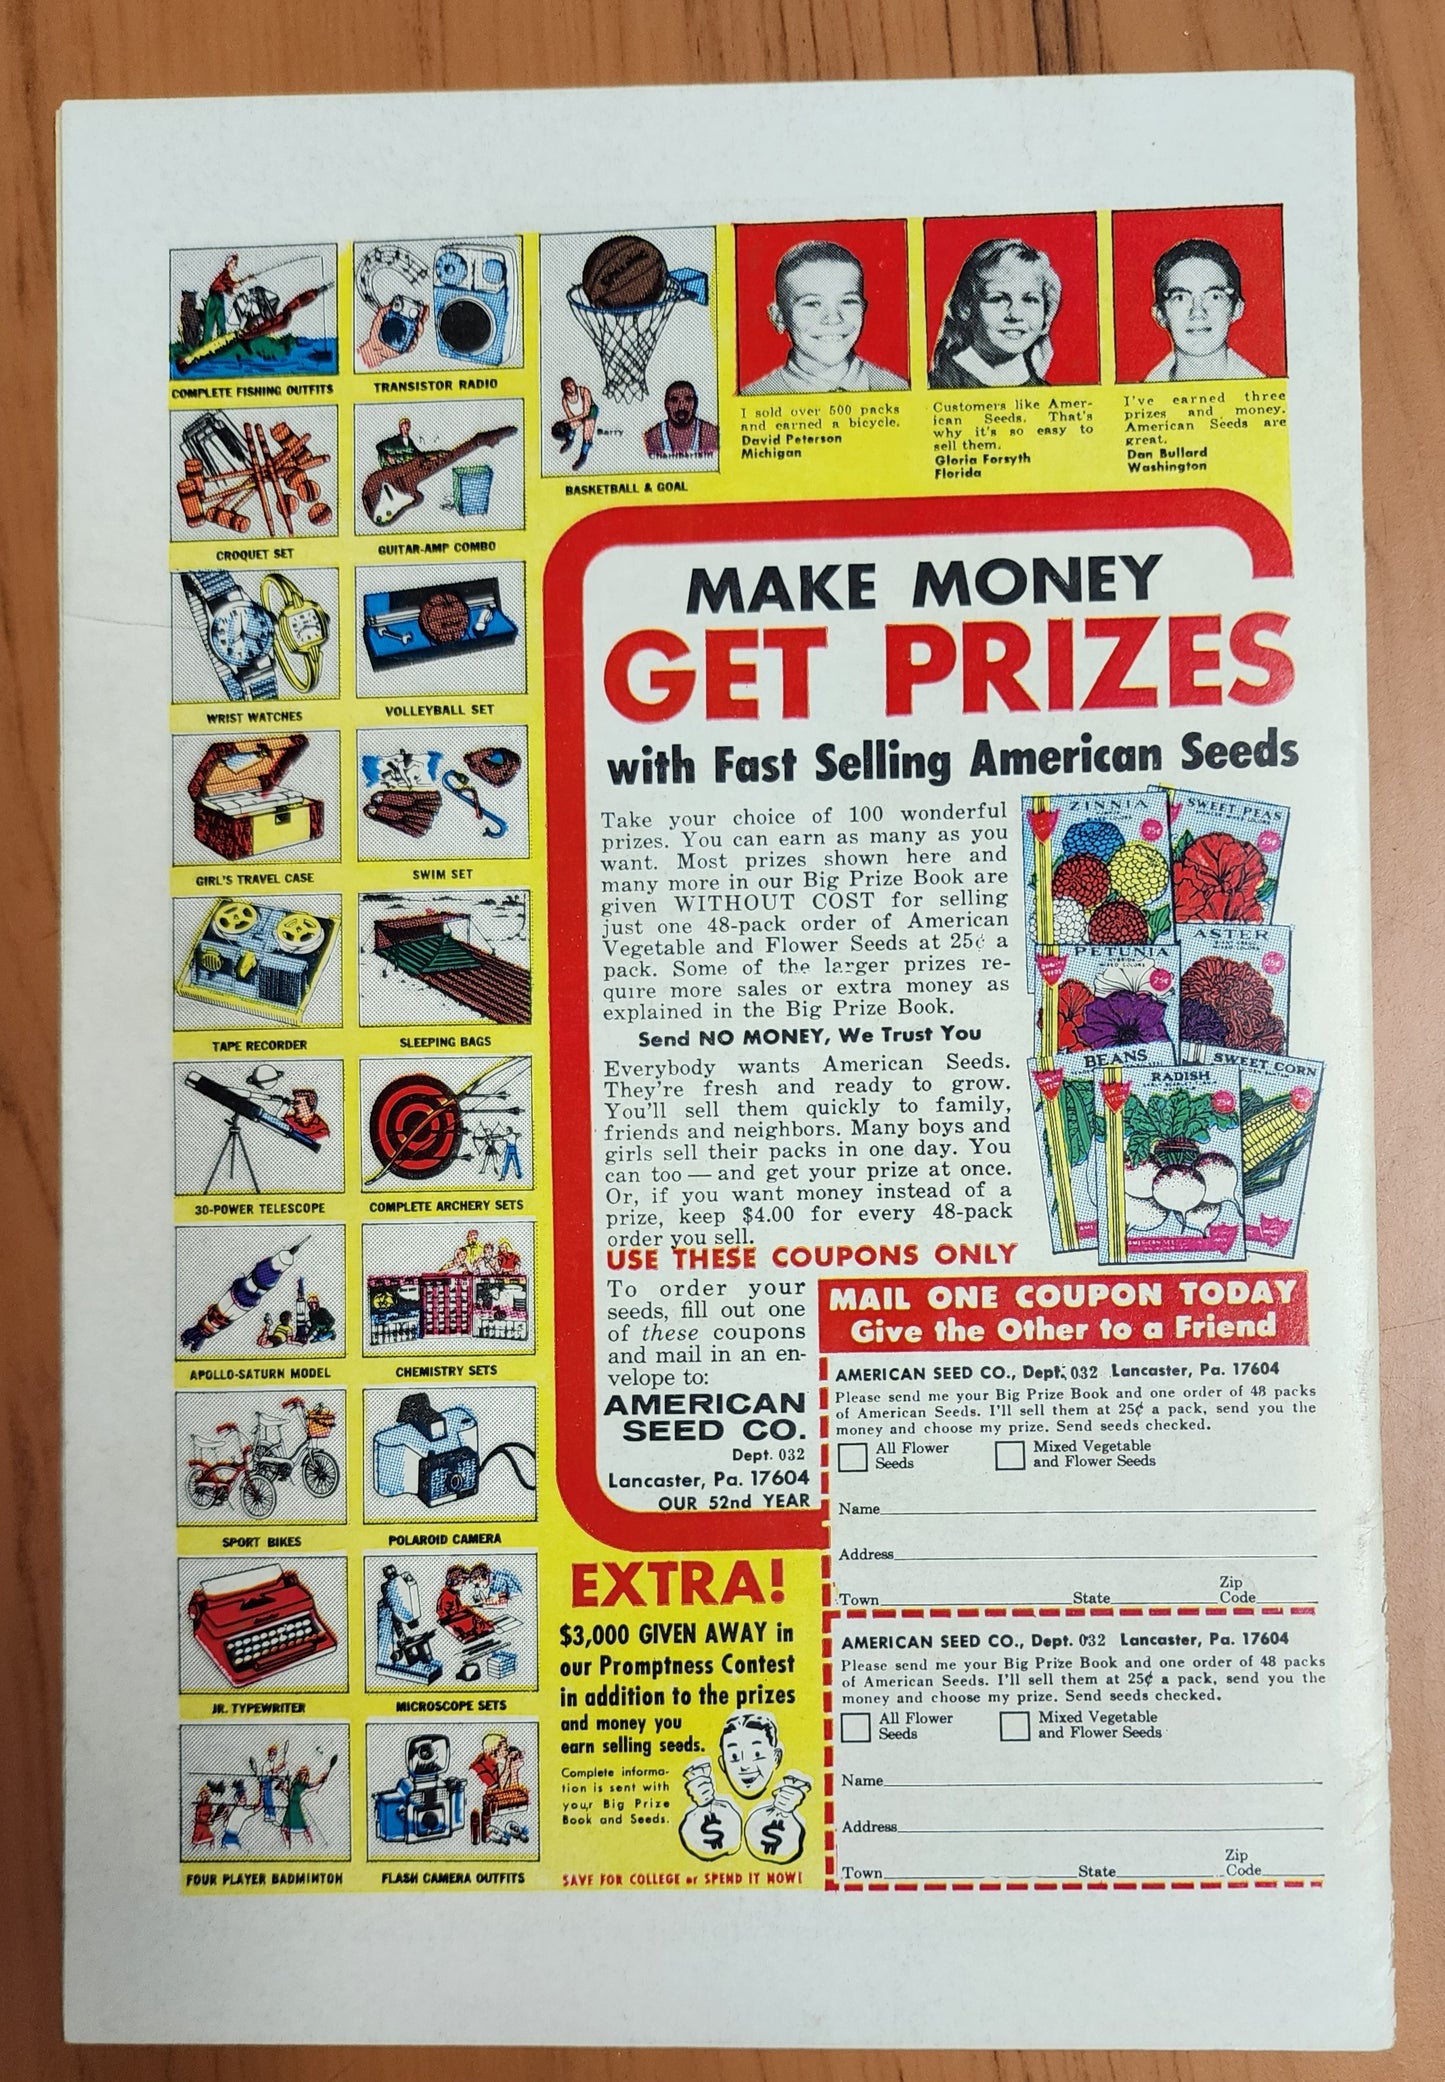 COMPLETE FISHING OUTFITS
TRANSISTOR RADIO
CROQUET SET
GUITAR-AMP COMBO
WRIST WATCHES
VOLLEYBALL SET
GIRL'S TRAVEL CASE
SWIM SET
TAPE RECORDER
SLEEPING BAGS
30-POWER TELESCOPE
COMPLETE ARCHERY SETS
APOLLO-SATURN MODEL
CHEMISTRY SETS
SPORT BIKES
POLAROID CAMERA
JR. TYPEWRITER
MICROSCOPE SETS
FOUR PLAYER BADMINTON
FLASH CAMERA OUTFITS
Barry
Chamberlain
BASKETBALL & GOAL
I sold over 500 packs
and earned a bicycle.
David Peterson
Michigan
Customers like Amer-
ican Seeds. That's
why it's so easy to
sell them.
Gloria Forsyth
Florida
I've earned three
prizes and money.
American Seeds are
great.
Dan Bullard
Washington
MAKE MONEY
GET PRIZES
with Fast Selling American Seeds
Take your choice of 100 wonderful
prizes. You can earn as many as you
want. Most prizes shown here and
many more in our Big Prize Book are
given WITHOUT COST for selling
just one 48-pack order of American
Vegetable and Flower Seeds at 25¢ a
pack. Some of the larger prizes re-
quire more sales or extra money as
explained in the Big Prize Book.
Send NO MONEY, We Trust You
Everybody wants American Seeds.
They're fresh and ready to grow.
You'll sell them quickly to family,
friends and neighbors. Many boys and
girls sell their packs in one day. You
can too — and get your prize at once.
Or, if you want money instead of a
prize, keep $4.00 for every 48-pack
order you sell.
ZINNIA
25¢
SWEET PEAS
25¢
ASTER
25¢
PETUNIA
25¢
BEANS
RADISH
25¢
SWEET CORN
25¢
USE THESE COUPONS ONLY
To order your
seeds, fill out one
of these coupons
and mail in an en-
velope to:
AMERICAN
SEED CO.
Dept. 032
Lancaster, Pa. 17604
OUR 52nd YEAR
MAIL ONE COUPON TODAY
Give the Other to a Friend
AMERICAN SEED CO., Dept. 032 Lancaster, Pa. 17604
Please send me your Big Prize Book and one order of 48 packs
of American Seeds. I'll sell them at 25¢ a pack, send you the
money and choose my prize. Send seeds checked.
All Flower
Seeds
Mixed Vegetable
and Flower Seeds
Name
Address
Town State Zip Code
AMERICAN SEED CO., Dept. 032 Lancaster, Pa. 17604
Please send me your Big Prize Book and one order of 48 packs
of American Seeds. I'll sell them at 25¢ a pack, send you the
money and choose my prize. Send seeds checked.
All Flower
Seeds
Mixed Vegetable
and Flower Seeds
Name
Address
Town State Zip Code
EXTRA!
$3,000 GIVEN AWAY in
our Promptness Contest
in addition to the prizes
and money you
earn selling seeds.
Complete informa-
tion is sent with
your Big Prize
Book and Seeds.
$ $
SAVE FOR COLLEGE or SPEND IT NOW!